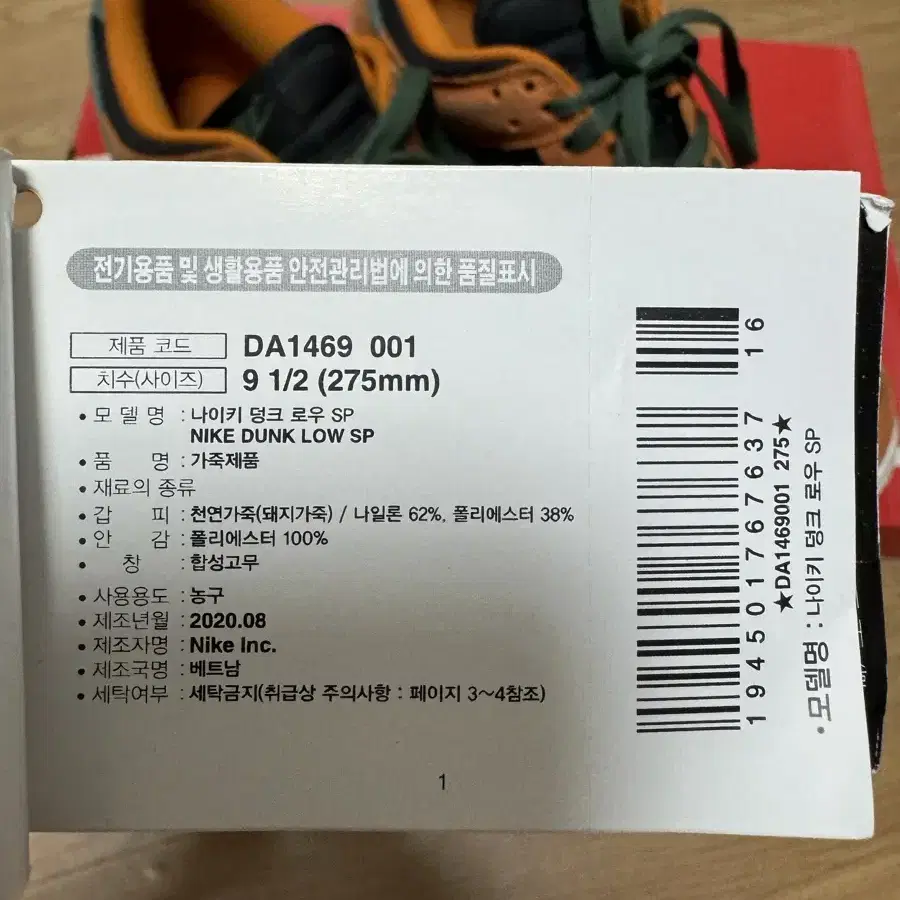 전기용품 및 생활용품 안전관리법에 의한 품질표시
제품 코드 DA1469 001
치수(사이즈) 9 1/2 (275mm)
• 모 델 명 : 나이키 덩크 로우 SP
NIKE DUNK LOW SP
• 품 명 : 가죽제품
• 재료의 종류
• 갑 피 : 천연가죽(돼지가죽) / 나일론 62%, 폴리에스터 38%
• 안 감 : 폴리에스터 100%
• 창 : 합성고무
• 사용용도 : 농구
• 제조년월 : 2020.08
• 제조자명 : Nike Inc.
• 제조국명 : 베트남
• 세탁여부 : 세탁금지(취급상 주의사항 : 페이지 3~4참조)
1
194501767637 16
★DA1469001 275★
• 모델명 : 나이키 덩크 로우 SP